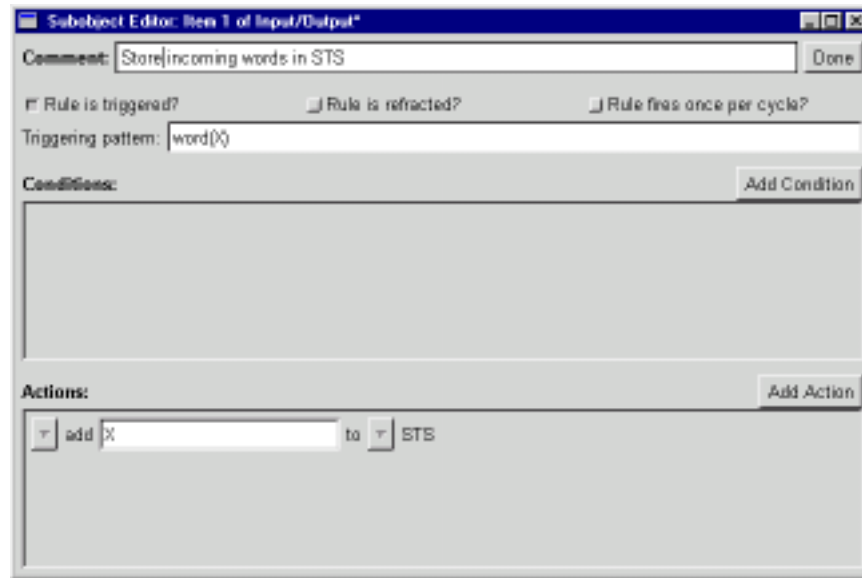 Subobject Editor: Item 1 of Input/Output*
Comment: Store incoming words in STS Done
Rule is triggered? Rule is refracted? Rule fires once per cycle?
Triggering pattern: word(X)
Conditions: Add Condition
Actions: Add Action
add X to STS